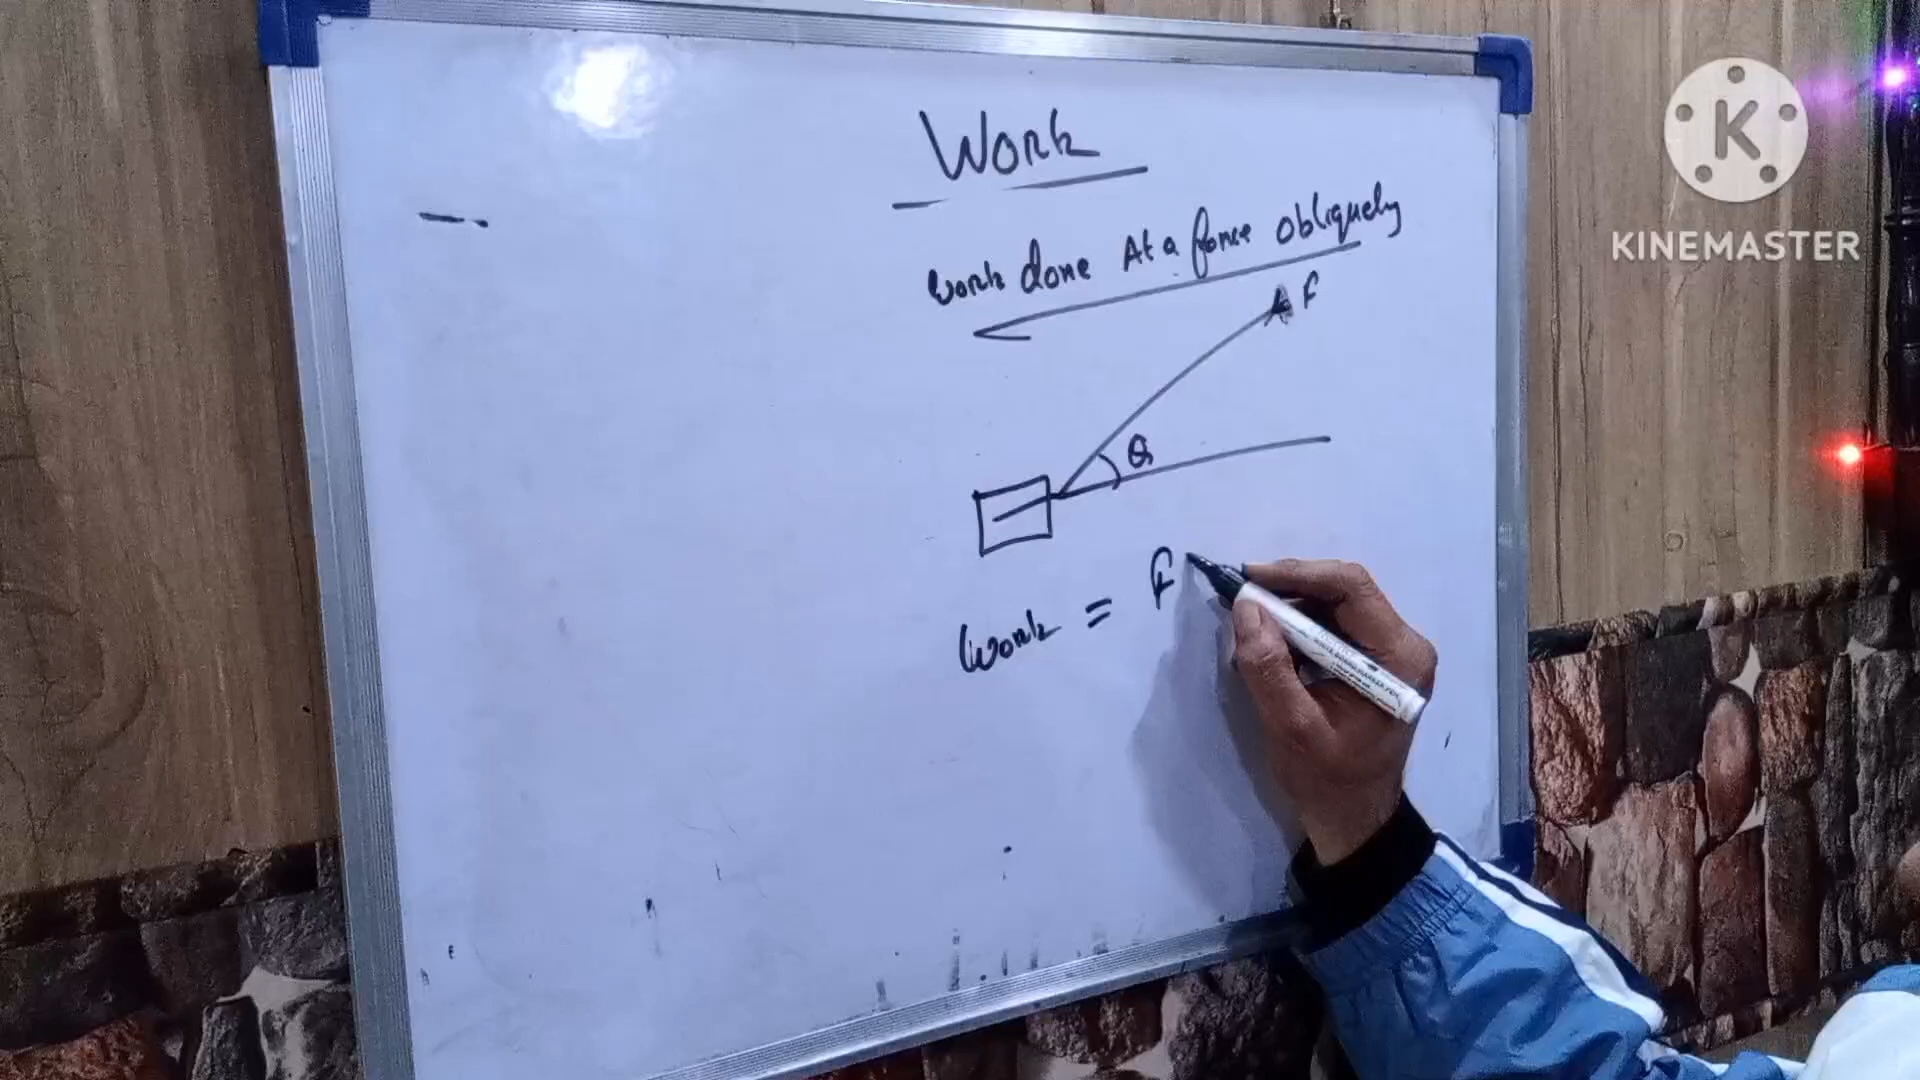 Work
Work done At a force obliquely
F
θ
Work = F
K
KINEMASTER